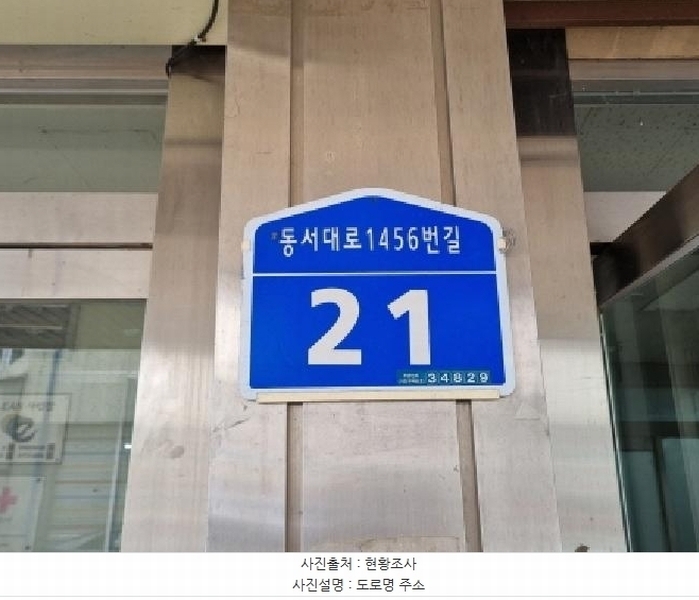 동서대로1456번길
21
34829
사진출처 : 현황조사
사진설명 : 도로명 주소